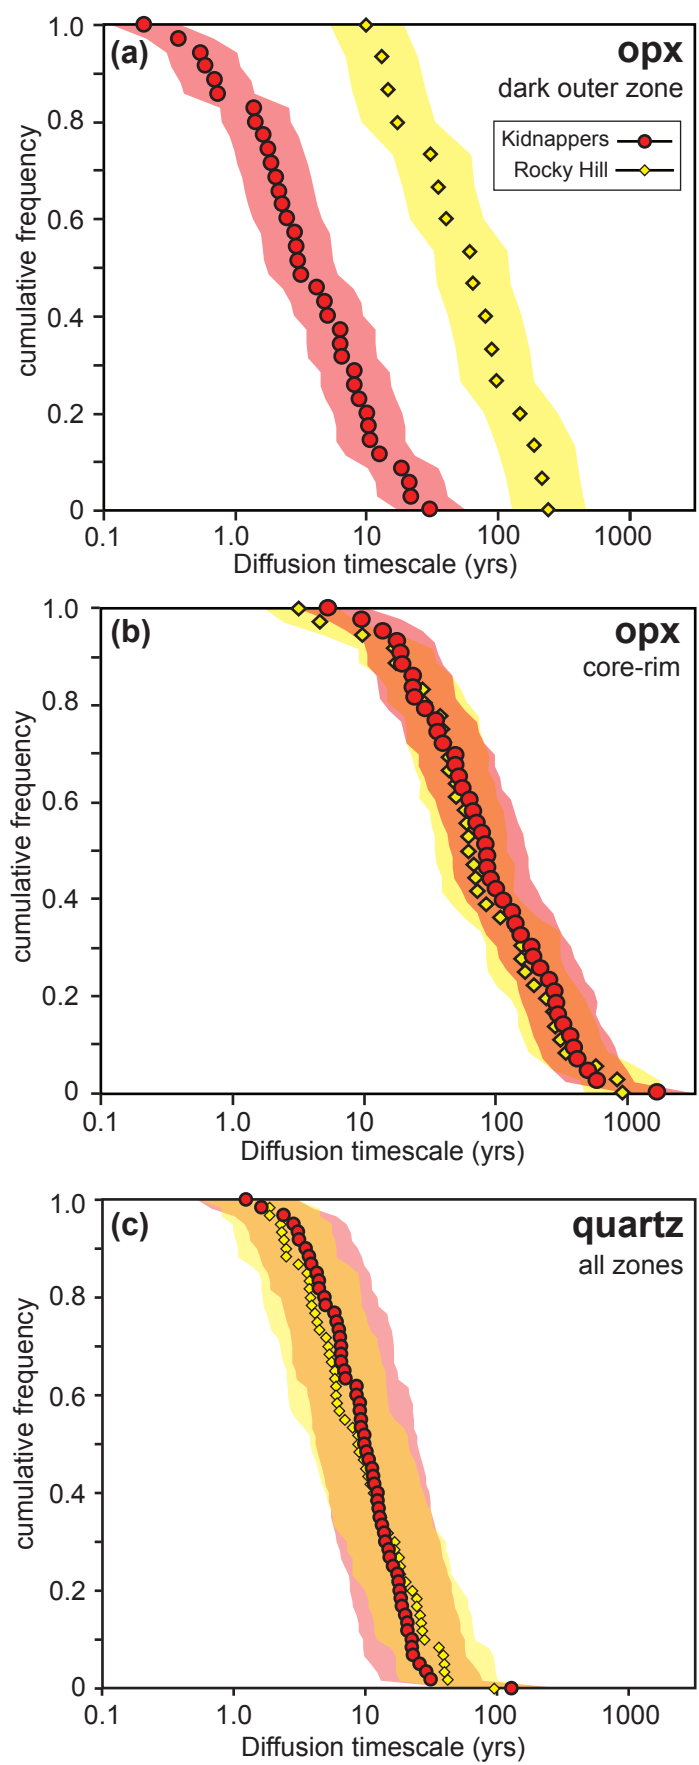 (a)
opx
dark outer zone
Kidnappers
Rocky Hill
cumulative frequency
1.0
0.8
0.6
0.4
0.2
0
0.1
1.0
10
100
1000
Diffusion timescale (yrs)
(b)
opx
core-rim
cumulative frequency
1.0
0.8
0.6
0.4
0.2
0
0.1
1.0
10
100
1000
Diffusion timescale (yrs)
(c)
quartz
all zones
cumulative frequency
1.0
0.8
0.6
0.4
0.2
0
0.1
1.0
10
100
1000
Diffusion timescale (yrs)